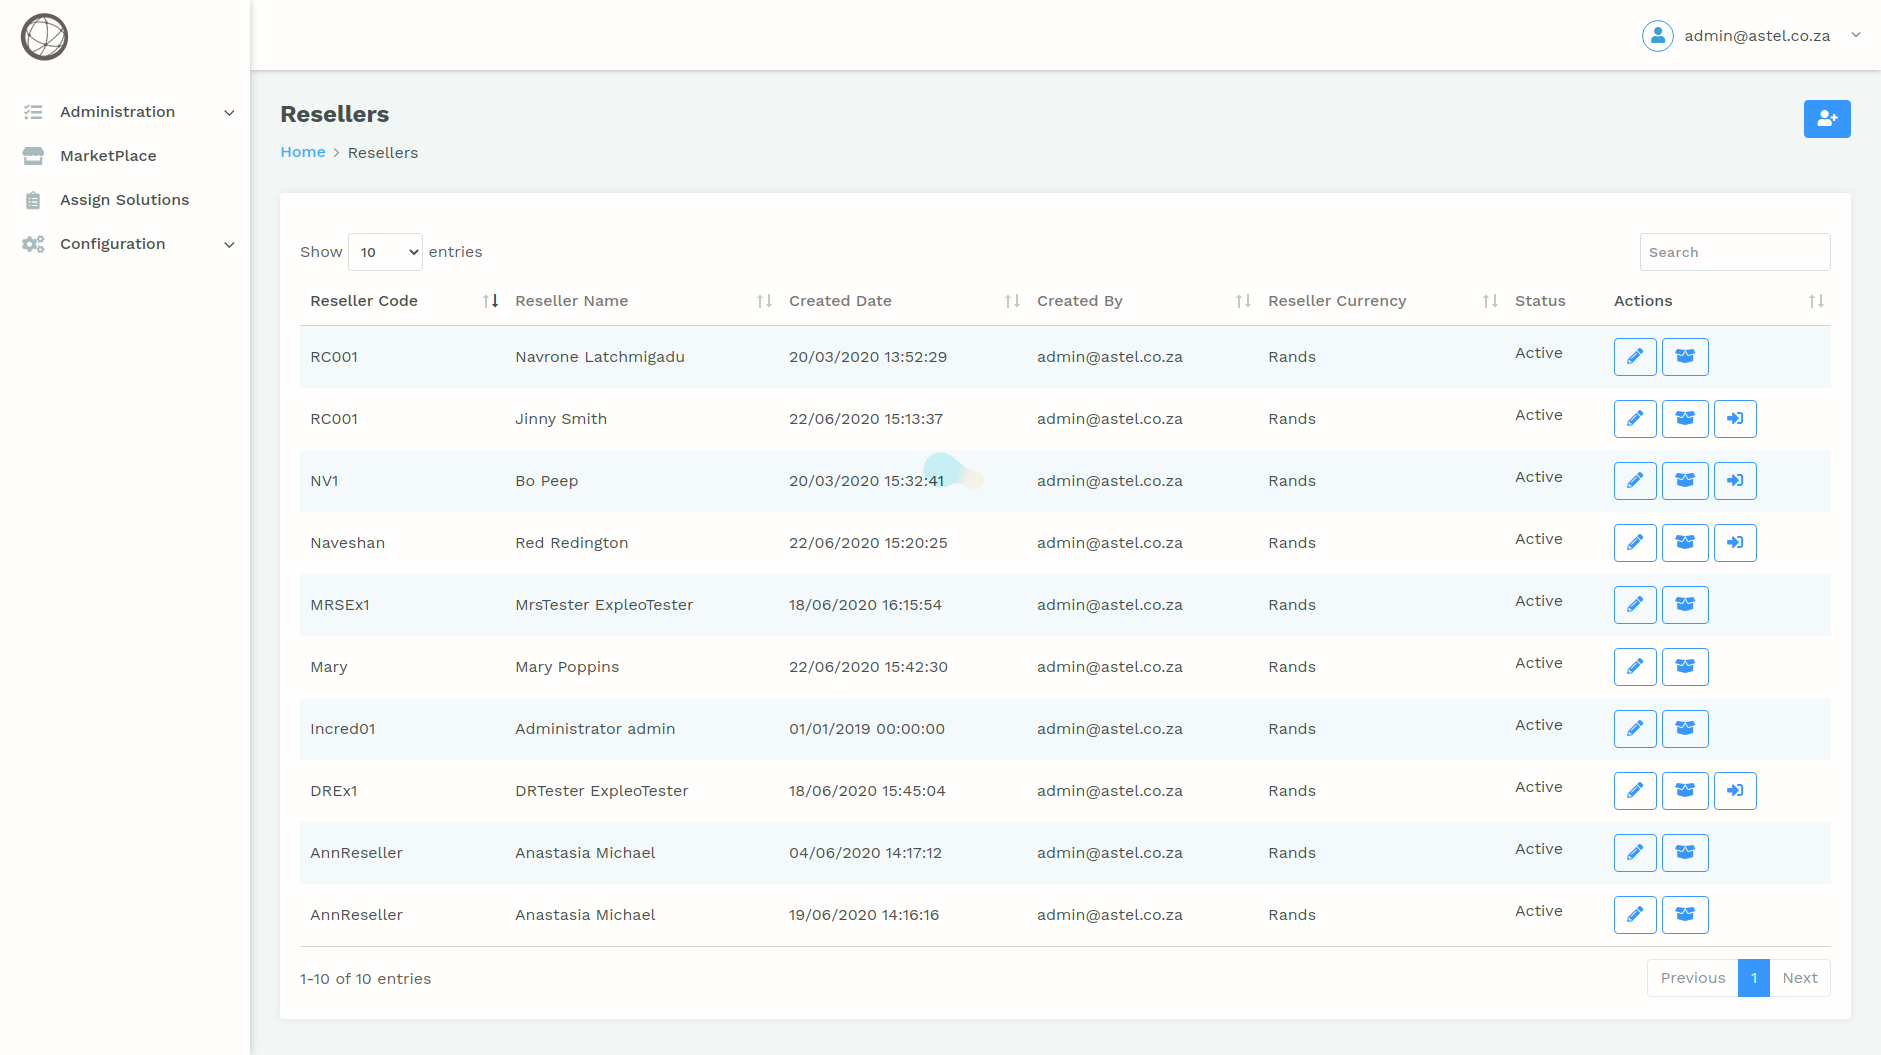 admin@astel.co.za
Administration
MarketPlace
Assign Solutions
Configuration
Resellers
Home > Resellers
Show 10 entries
Search
Reseller Code Reseller Name Created Date Created By Reseller Currency Status Actions
RC001 Navrone Latchmigadu 20/03/2020 13:52:29 admin@astel.co.za Rands Active
RC001 Jinny Smith 22/06/2020 15:13:37 admin@astel.co.za Rands Active
NV1 Bo Peep 20/03/2020 15:32:41 admin@astel.co.za Rands Active
Naveshan Red Redington 22/06/2020 15:20:25 admin@astel.co.za Rands Active
MRSEx1 MrsTester ExpleoTester 18/06/2020 16:15:54 admin@astel.co.za Rands Active
Mary Mary Poppins 22/06/2020 15:42:30 admin@astel.co.za Rands Active
Incred01 Administrator admin 01/01/2019 00:00:00 admin@astel.co.za Rands Active
DREx1 DRTester ExpleoTester 18/06/2020 15:45:04 admin@astel.co.za Rands Active
AnnReseller Anastasia Michael 04/06/2020 14:17:12 admin@astel.co.za Rands Active
AnnReseller Anastasia Michael 19/06/2020 14:16:16 admin@astel.co.za Rands Active
1-10 of 10 entries
Previous 1 Next